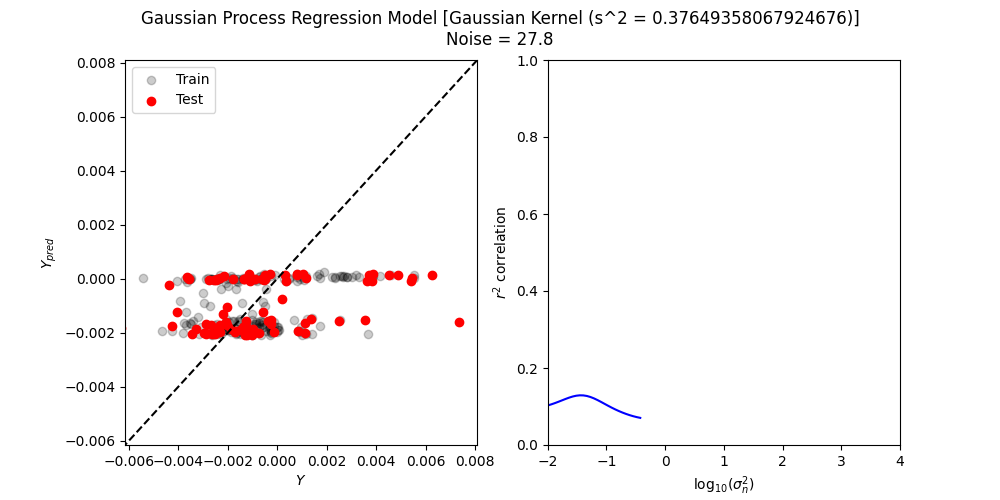 Gaussian Process Regression Model [Gaussian Kernel (s^2 = 0.37649358067924676)]
Noise = 27.8
Train
Test
0.008
0.006
0.004
0.002
0.000
−0.002
−0.004
−0.006
Y_pred
−0.006 −0.004 −0.002 0.000 0.002 0.004 0.006 0.008
Y
1.0
0.8
0.6
0.4
0.2
0.0
r² correlation
−2 −1 0 1 2 3 4
log₁₀(σₙ²)